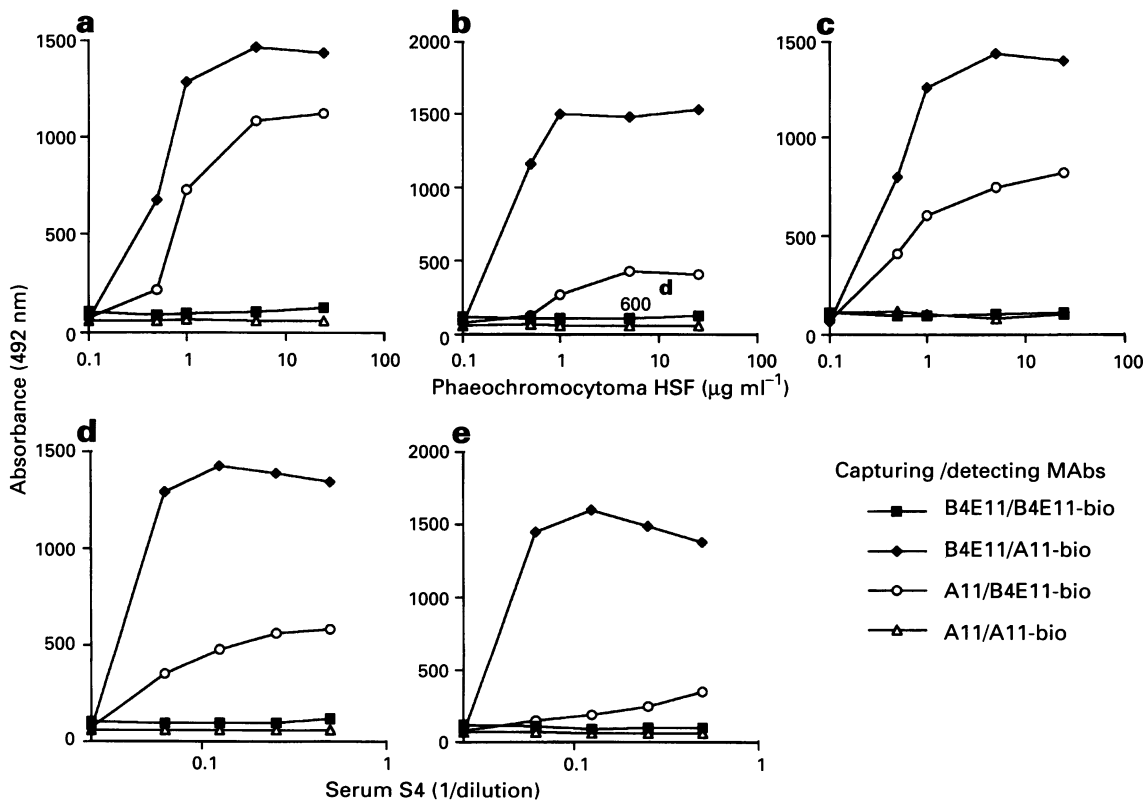 a
b
c
1500
1000
500
0
0.1 1 10 100
2000
1500
1000
500
0
600
d
0.1 1 10 100
1500
1000
500
0
0.1 1 10 100
Phaeochromocytoma HSF (µg ml⁻¹)
Absorbance (492 nm)
d
e
1500
1000
500
0
0.1 1
2000
1500
1000
500
0
0.1 1
Serum S4 (1/dilution)
Capturing /detecting MAbs
B4E11/B4E11-bio
B4E11/A11-bio
A11/B4E11-bio
A11/A11-bio